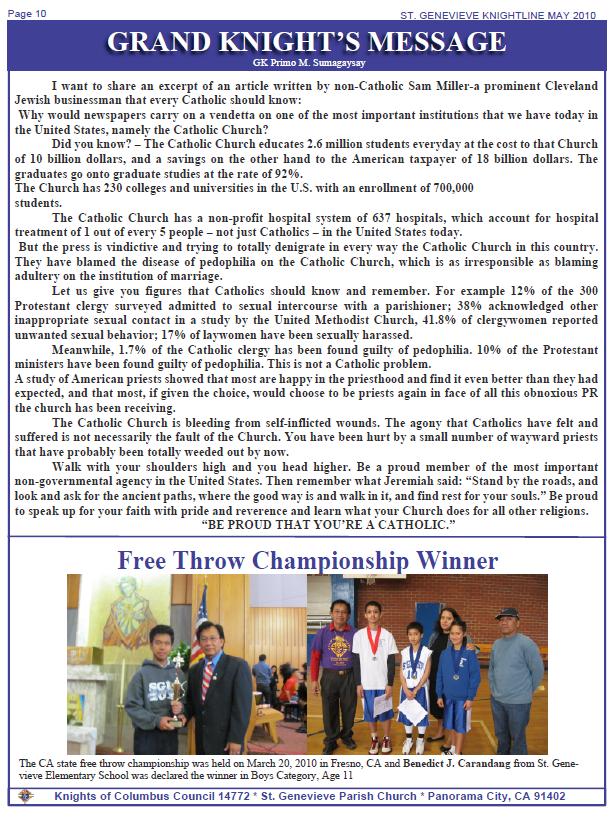 Page 10
ST. GENEVIEVE KNIGHTLINE MAY 2010
GRAND KNIGHT'S MESSAGE
GK Primo M. Sumagaysay
I want to share an excerpt of an article written by non-Catholic Sam Miller-a prominent Cleveland
Jewish businessman that every Catholic should know:
Why would newspapers carry on a vendetta on one of the most important institutions that we have today in
the United States, namely the Catholic Church?
Did you know? – The Catholic Church educates 2.6 million students everyday at the cost to that Church
of 10 billion dollars, and a savings on the other hand to the American taxpayer of 18 billion dollars. The
graduates go onto graduate studies at the rate of 92%.
The Church has 230 colleges and universities in the U.S. with an enrollment of 700,000
students.
The Catholic Church has a non-profit hospital system of 637 hospitals, which account for hospital
treatment of 1 out of every 5 people – not just Catholics – in the United States today.
But the press is vindictive and trying to totally denigrate in every way the Catholic Church in this country.
They have blamed the disease of pedophilia on the Catholic Church, which is as irresponsible as blaming
adultery on the institution of marriage.
Let us give you figures that Catholics should know and remember. For example 12% of the 300
Protestant clergy surveyed admitted to sexual intercourse with a parishioner; 38% acknowledged other
inappropriate sexual contact in a study by the United Methodist Church, 41.8% of clergywomen reported
unwanted sexual behavior; 17% of laywomen have been sexually harassed.
Meanwhile, 1.7% of the Catholic clergy has been found guilty of pedophilia. 10% of the Protestant
ministers have been found guilty of pedophilia. This is not a Catholic problem.
A study of American priests showed that most are happy in the priesthood and find it even better than they had
expected, and that most, if given the choice, would choose to be priests again in face of all this obnoxious PR
the church has been receiving.
The Catholic Church is bleeding from self-inflicted wounds. The agony that Catholics have felt and
suffered is not necessarily the fault of the Church. You have been hurt by a small number of wayward priests
that have probably been totally weeded out by now.
Walk with your shoulders high and you head higher. Be a proud member of the most important
non-governmental agency in the United States. Then remember what Jeremiah said: “Stand by the roads, and
look and ask for the ancient paths, where the good way is and walk in it, and find rest for your souls.” Be proud
to speak up for your faith with pride and reverence and learn what your Church does for all other religions.
“BE PROUD THAT YOU'RE A CATHOLIC.”
Free Throw Championship Winner
The CA state free throw championship was held on March 20, 2010 in Fresno, CA and Benedict J. Carandang from St. Gene-
vieve Elementary School was declared the winner in Boys Category, Age 11
Knights of Columbus Council 14772 * St. Genevieve Parish Church * Panorama City, CA 91402